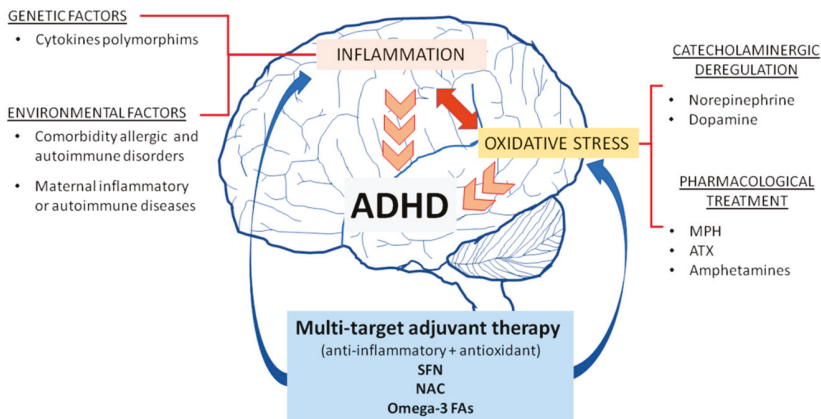 GENETIC FACTORS
• Cytokines polymorphims
ENVIRONMENTAL FACTORS
• Comorbidity allergic and
autoimmune disorders
• Maternal inflammatory
or autoimmune diseases
INFLAMMATION
OXIDATIVE STRESS
ADHD
CATECHOLAMINERGIC
DEREGULATION
• Norepinephrine
• Dopamine
PHARMACOLOGICAL
TREATMENT
• MPH
• ATX
• Amphetamines
Multi-target adjuvant therapy
(anti-inflammatory + antioxidant)
SFN
NAC
Omega-3 FAs